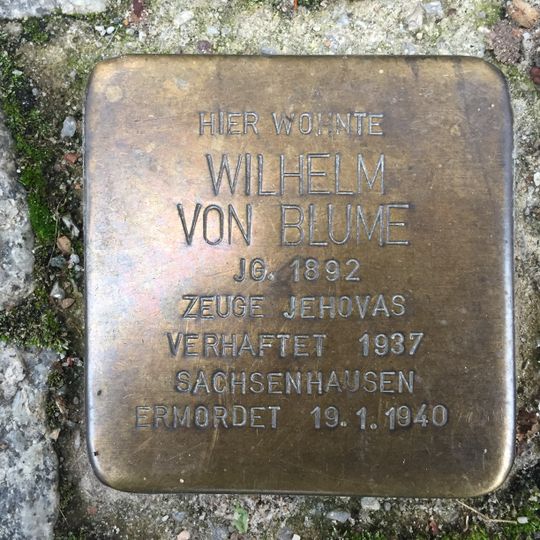 HIER WOHNTE
WILHELM
VON BLUME
JG. 1892
ZEUGE JEHOVAS
VERHAFTET 1937
SACHSENHAUSEN
ERMORDET 19.1.1940